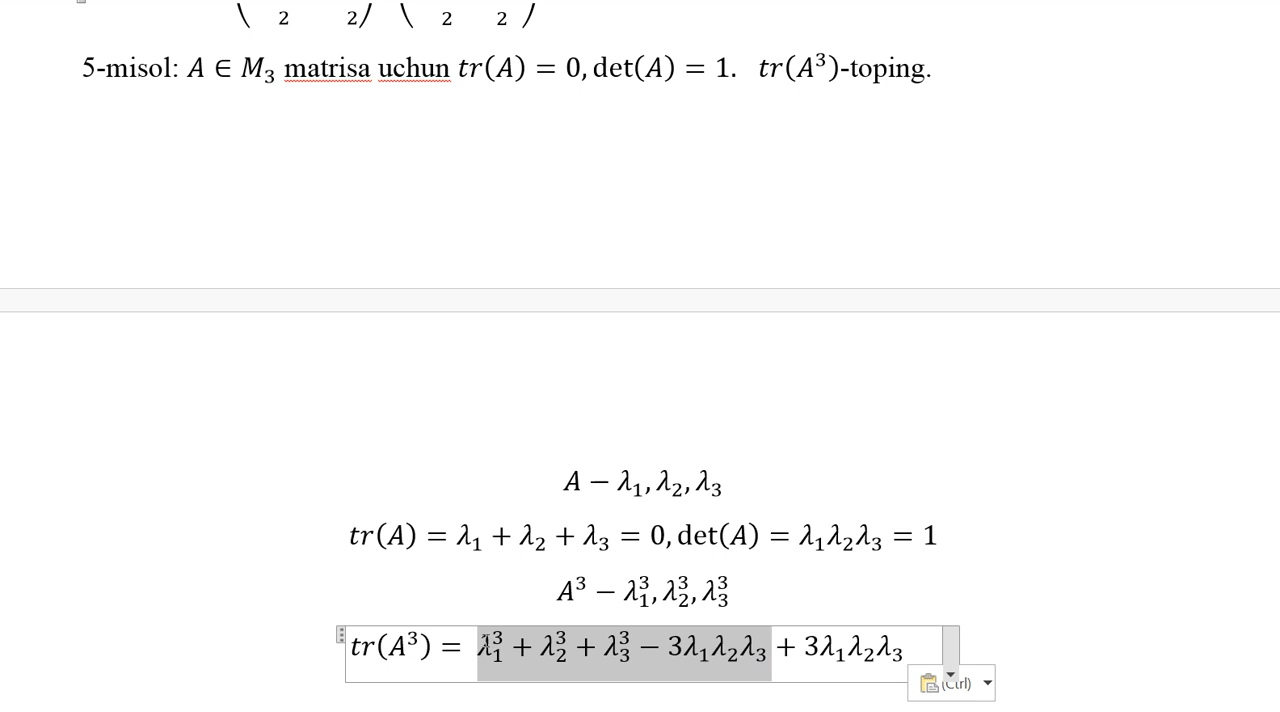 2 2 2 2
5-misol: A ∈ M₃ matrisa uchun tr(A) = 0, det(A) = 1. tr(A³)-toping.
A − λ₁, λ₂, λ₃
tr(A) = λ₁ + λ₂ + λ₃ = 0, det(A) = λ₁λ₂λ₃ = 1
A³ − λ₁³, λ₂³, λ₃³
tr(A³) = λ₁³ + λ₂³ + λ₃³ − 3λ₁λ₂λ₃ + 3λ₁λ₂λ₃
(Ctrl)